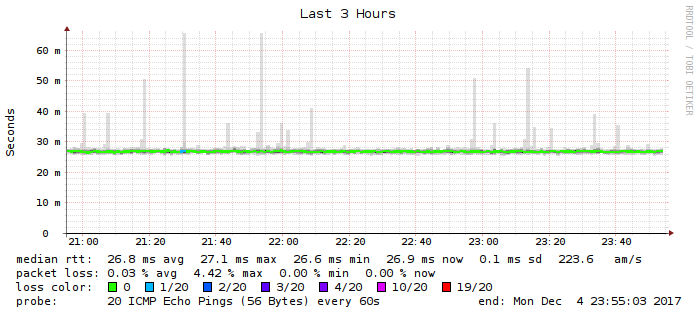 Last 3 Hours
RRDTOOL / TOBI OETIKER
Seconds
60 m
50 m
40 m
30 m
20 m
10 m
0
21:00 21:20 21:40 22:00 22:20 22:40 23:00 23:20 23:40
median rtt: 26.8 ms avg 27.1 ms max 26.6 ms min 26.9 ms now 0.1 ms sd 223.6 am/s
packet loss: 0.03 % avg 4.42 % max 0.00 % min 0.00 % now
loss color: 0 1/20 2/20 3/20 4/20 10/20 19/20
probe: 20 ICMP Echo Pings (56 Bytes) every 60s end: Mon Dec 4 23:55:03 2017